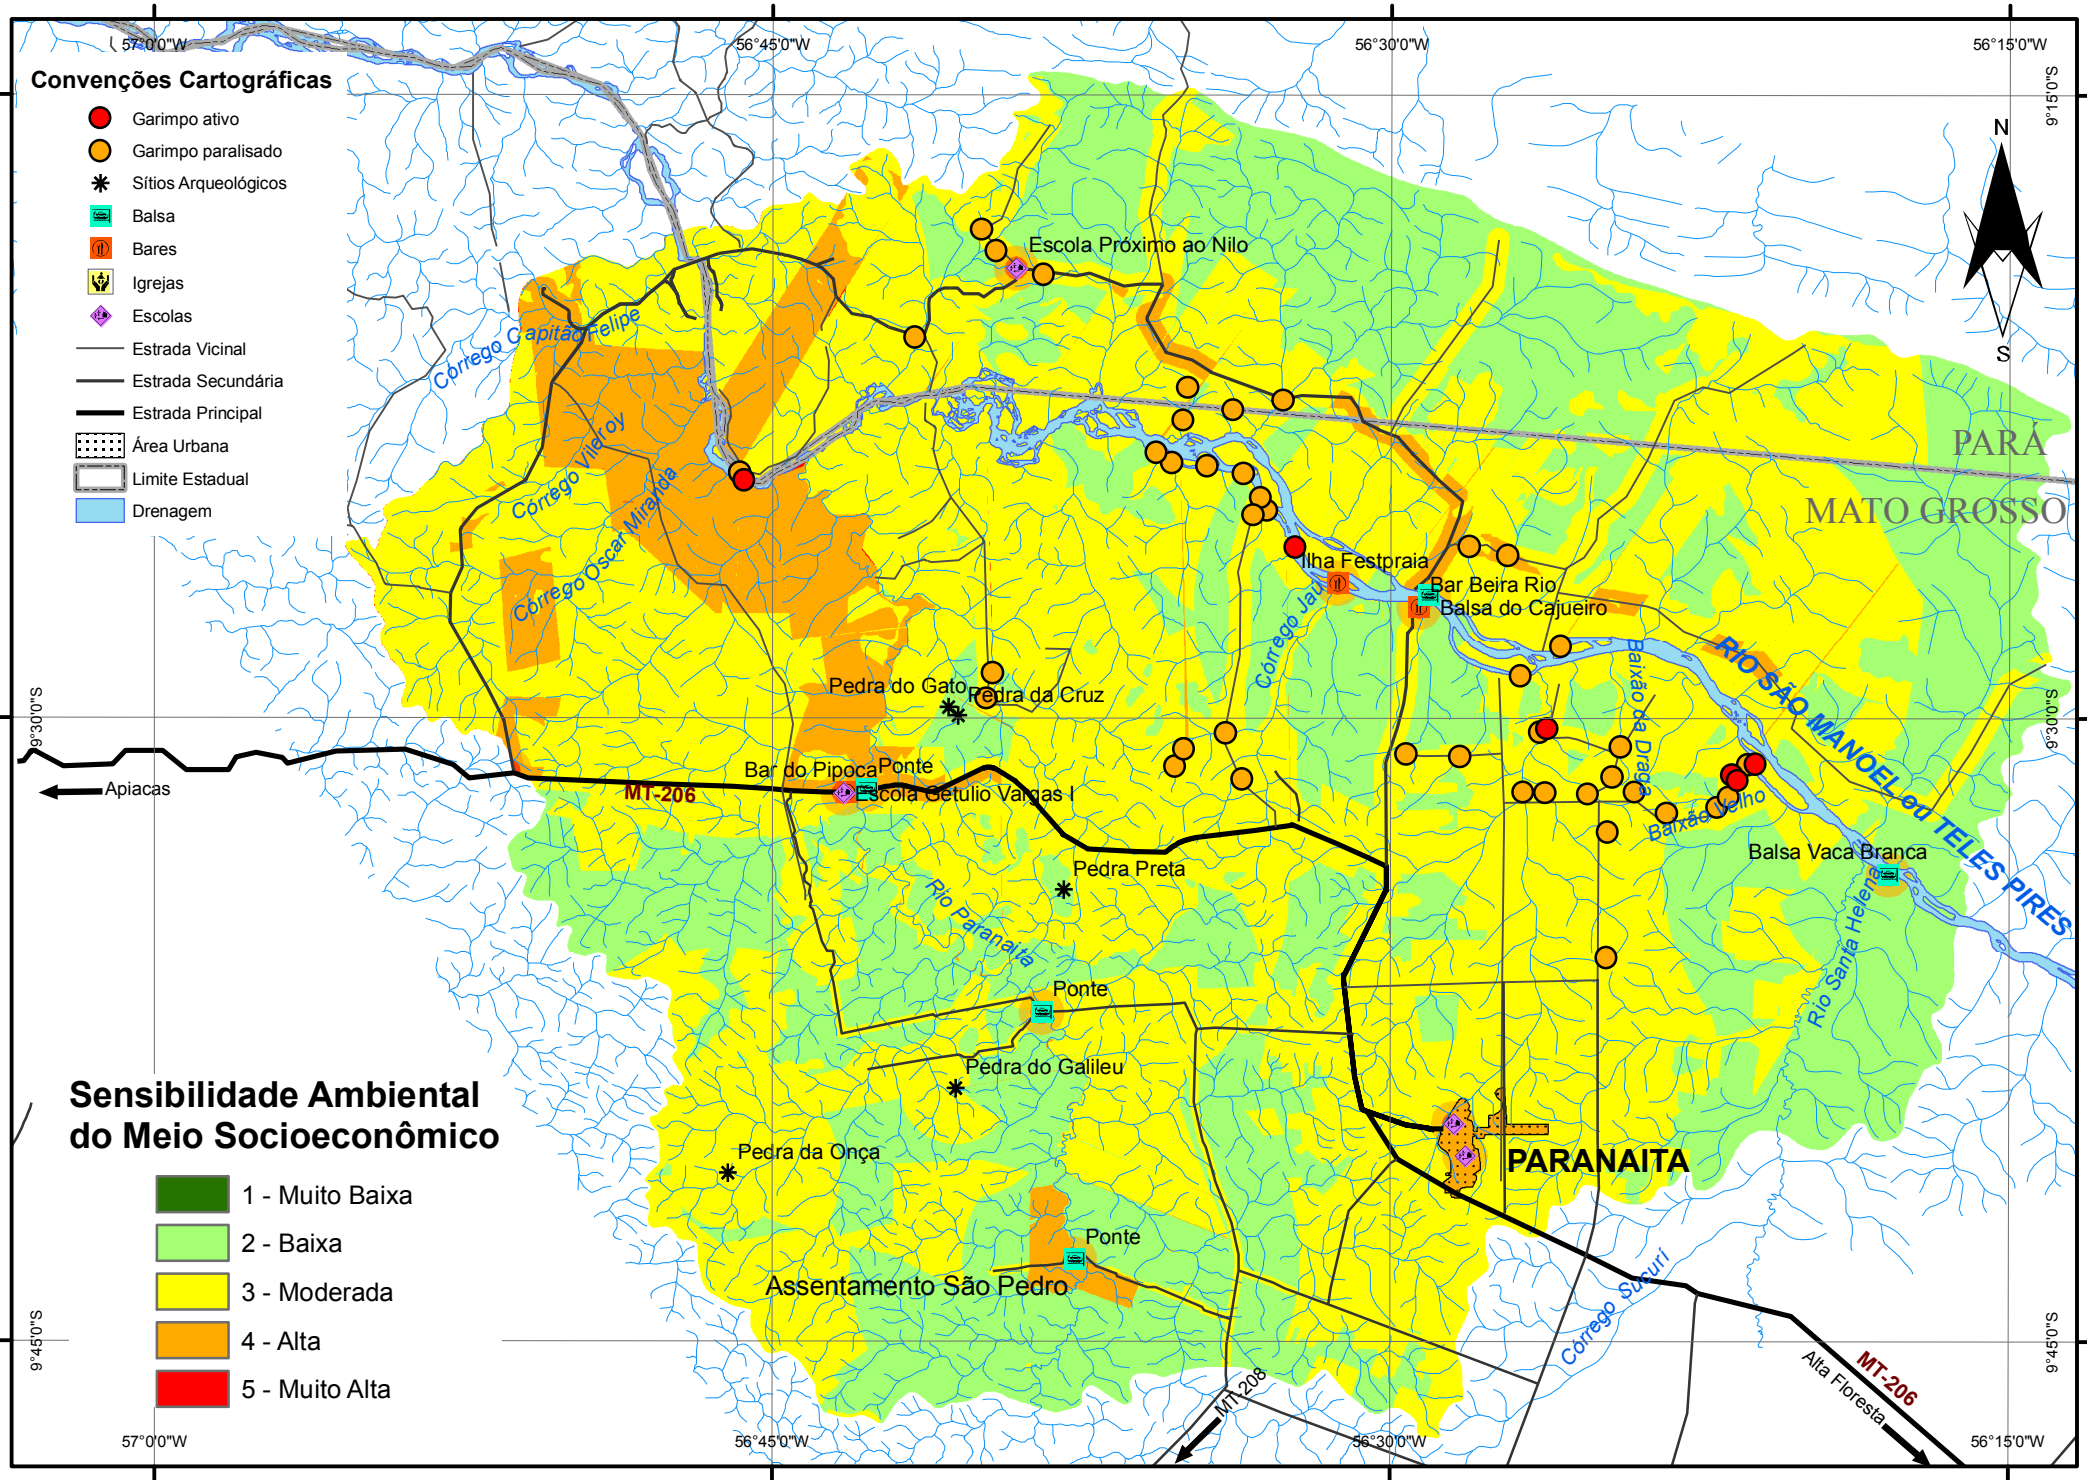 57°0'0"W
56°45'0"W
56°30'0"W
56°15'0"W
Convenções Cartográficas
Garimpo ativo
Garimpo paralisado
Sítios Arqueológicos
Balsa
Bares
Igrejas
Escolas
Estrada Vicinal
Estrada Secundária
Estrada Principal
Área Urbana
Limite Estadual
Drenagem
9°15'0"S
N
S
Escola Próximo ao Nilo
Córrego Capitão Felipe
Córrego Vileroy
Córrego Oscar Miranda
PARÁ
MATO GROSSO
Ilha Festpraia
Bar Beira Rio
Balsa do Cajueiro
Córrego Jaú
Baixão da Draga
RIO SÃO MANOEL ou TELES PIRES
Pedra do Gato
Pedra da Cruz
9°30'0"S
9°30'0"S
Apiacas
MT-206
Bar do Pipoca
Ponte
Escola Getulio Vargas I
Baixão Velho
Balsa Vaca Branca
Pedra Preta
Rio Paranaita
Rio Santa Helena
Ponte
Pedra do Galileu
Pedra da Onça
PARANAITA
Ponte
Assentamento São Pedro
Córrego Sucurí
Sensibilidade Ambiental
do Meio Socioeconômico
1 - Muito Baixa
2 - Baixa
3 - Moderada
4 - Alta
5 - Muito Alta
9°45'0"S
9°45'0"S
MT-208
MT-206
Alta Floresta
57°0'0"W
56°45'0"W
56°30'0"W
56°15'0"W